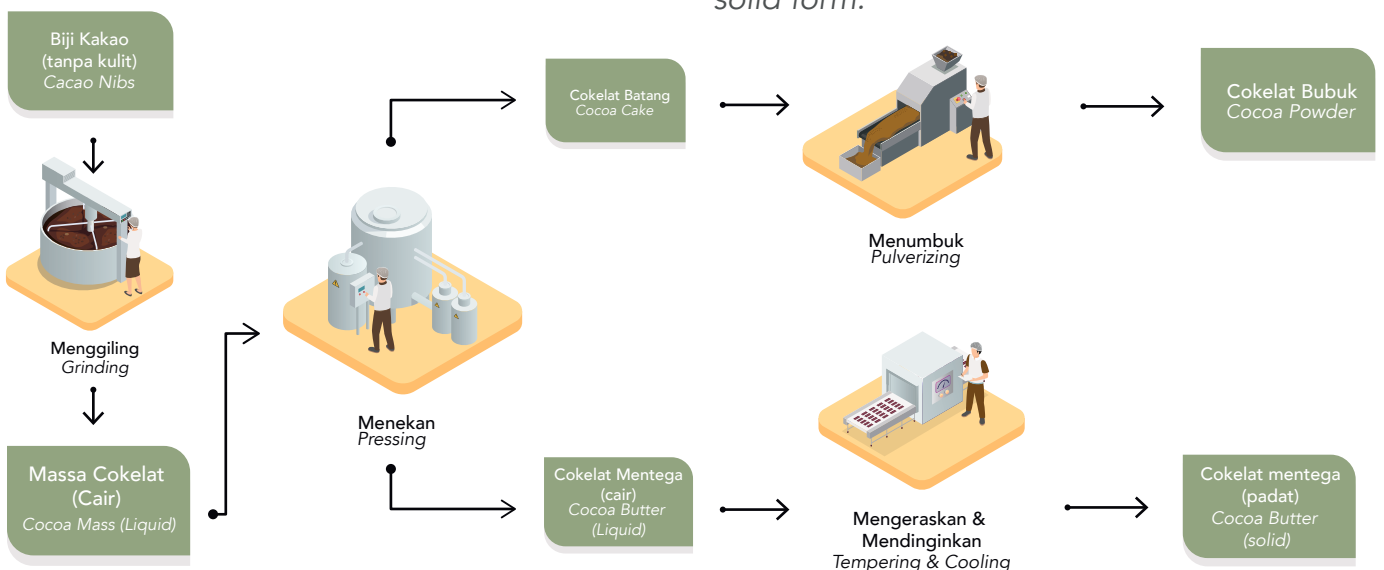 solid form.
Biji Kakao
(tanpa kulit)
Cacao Nibs
Menggiling
Grinding
Massa Cokelat
(Cair)
Cocoa Mass (Liquid)
Menekan
Pressing
Cokelat Batang
Cocoa Cake
Menumbuk
Pulverizing
Cokelat Bubuk
Cocoa Powder
Cokelat Mentega
(cair)
Cocoa Butter
(Liquid)
Mengeraskan &
Mendinginkan
Tempering & Cooling
Cokelat mentega
(padat)
Cocoa Butter
(solid)